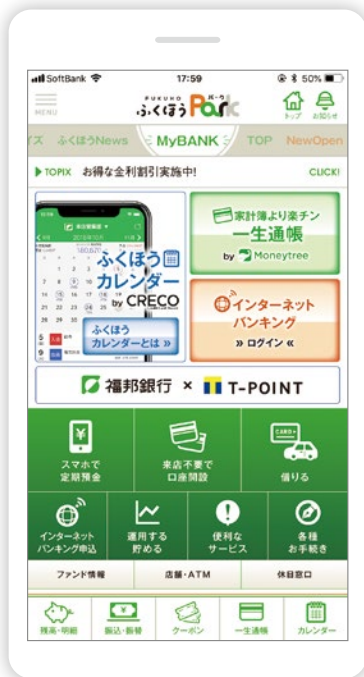 SoftBank 17:59 50%
MENU
FUKUHO パーク
ふくほう Park
トップ お知らせ
イズ ふくほうNews MyBANK TOP NewOpen
TOPIX お得な金利割引実施中! CLICK!
ふくほう
カレンダー
by CRECO
ふくほう
カレンダーとは »
家計簿より楽チン
一生通帳
by Moneytree
インターネット
バンキング
» ログイン «
福邦銀行 × T-POINT
スマホで
定期預金
来店不要で
口座開設
CARD
借りる
インターネット
バンキング申込
運用する
貯める
便利な
サービス
各種
お手続き
ファンド情報 店舗・ATM 休日窓口
残高・明細 振込・振替 クーポン 一生通帳 カレンダー